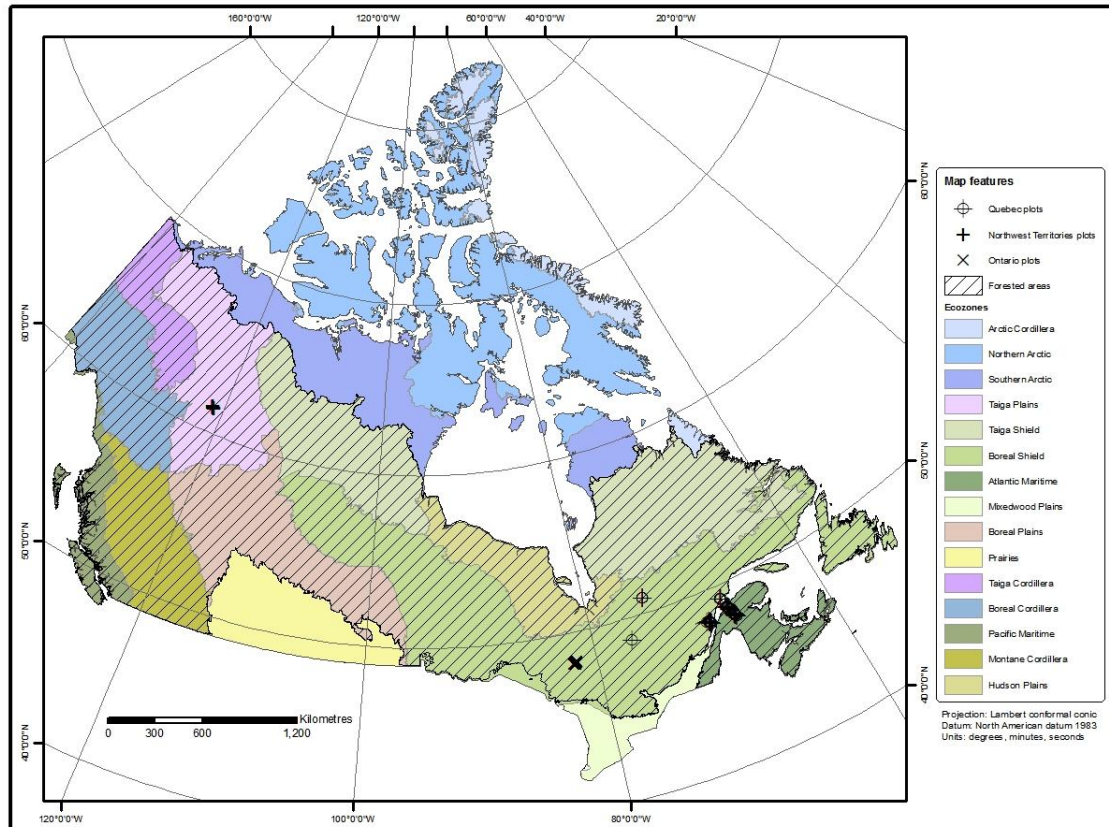 160°0'0"W 120°0'0"W 60°0'0"W 40°0'0"W 20°0'0"W
60°0'0"N
60°0'0"N
50°0'0"N
40°0'0"N
Map features
Quebec plots
Northwest Territories plots
Ontario plots
Forested areas
Ecozones
Arctic Cordillera
Northern Arctic
Southern Arctic
Taiga Plains
Taiga Shield
Boreal Shield
Atlantic Maritime
Mixedwood Plains
Boreal Plains
Prairies
Taiga Cordillera
Boreal Cordillera
Pacific Maritime
Montane Cordillera
Hudson Plains
Projection: Lambert conformal conic
Datum: North American datum 1983
Units: degrees, minutes, seconds
Kilometres
0 300 600 1,200
40°0'0"N
120°0'0"W 100°0'0"W 80°0'0"W